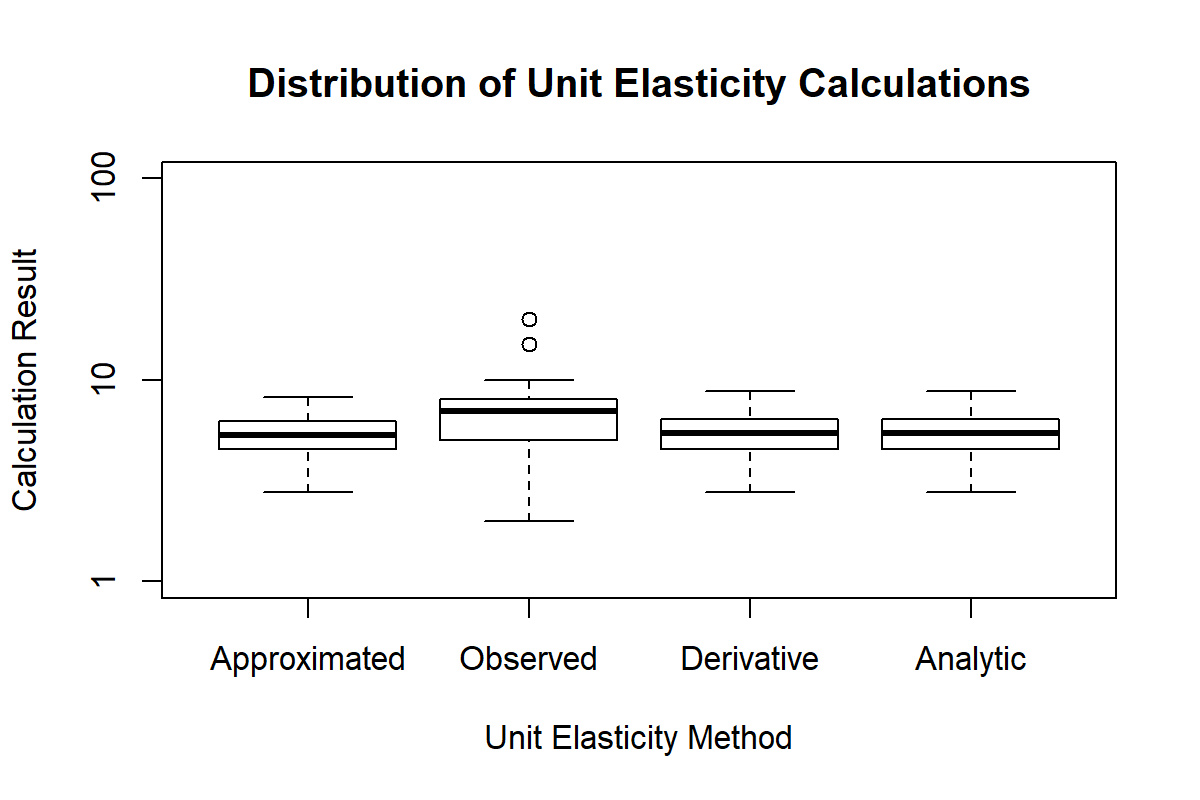 Distribution of Unit Elasticity Calculations
Calculation Result
100
10
1
Approximated Observed Derivative Analytic
Unit Elasticity Method